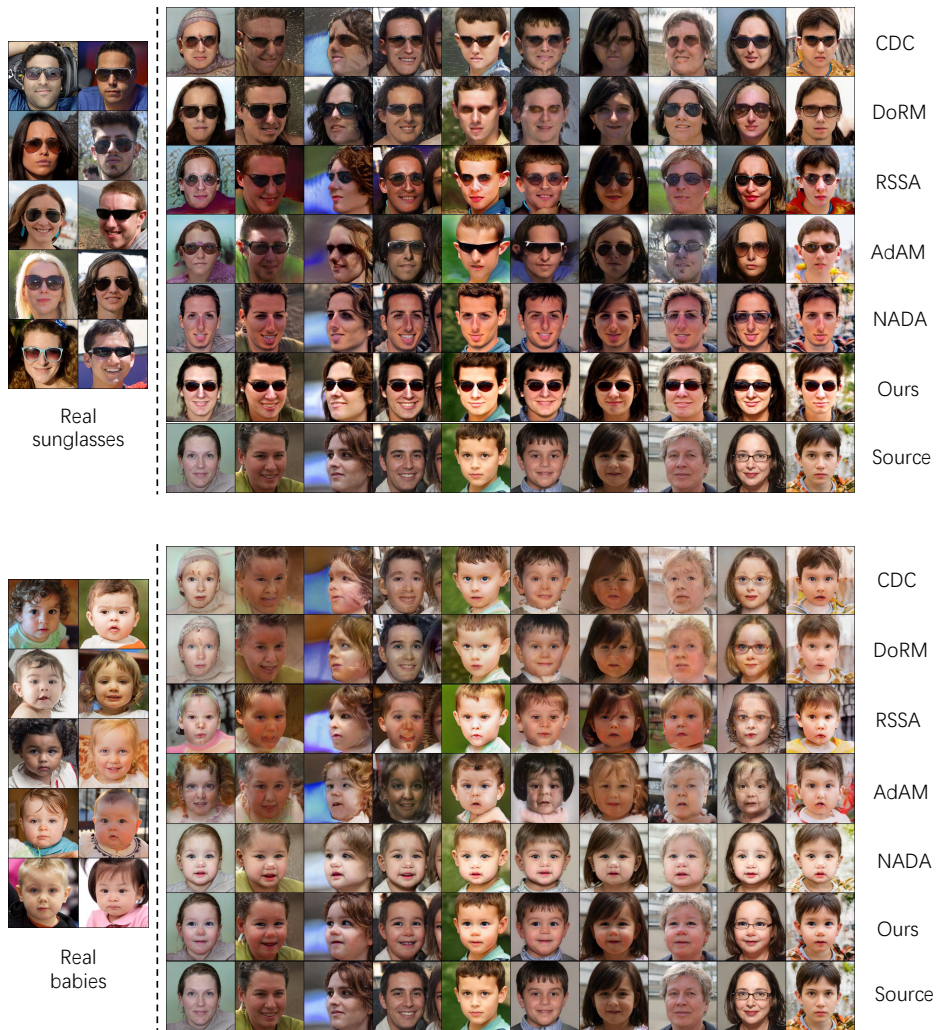 CDC
DoRM
RSSA
AdAM
NADA
Ours
Source
Real
sunglasses
CDC
DoRM
RSSA
AdAM
NADA
Ours
Source
Real
babies